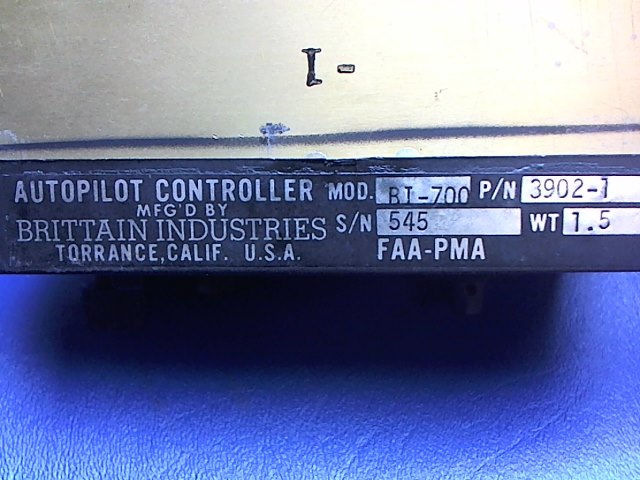 I-
AUTOPILOT CONTROLLER MOD. BI-700 P/N 3902-1
MFG'D BY
BRITTAIN INDUSTRIES S/N 545 WT 1.5
TORRANCE, CALIF. U.S.A. FAA-PMA